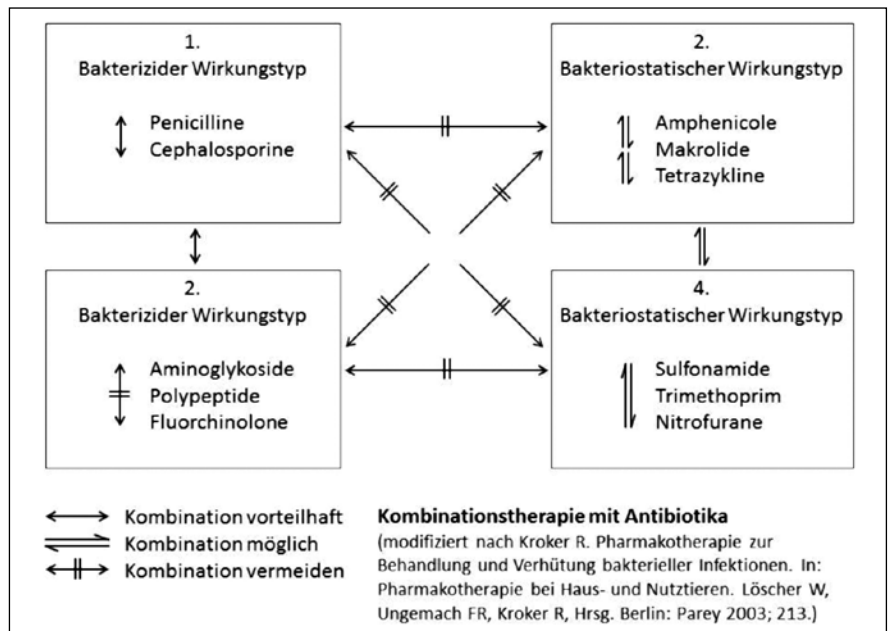 1.
Bakterizider Wirkungstyp
Penicilline
Cephalosporine
2.
Bakteriostatischer Wirkungstyp
Amphenicole
Makrolide
Tetrazykline
2.
Bakterizider Wirkungstyp
Aminoglykoside
Polypeptide
Fluorchinolone
4.
Bakteriostatischer Wirkungstyp
Sulfonamide
Trimethoprim
Nitrofurane
Kombination vorteilhaft
Kombination möglich
Kombination vermeiden
Kombinationstherapie mit Antibiotika
(modifiziert nach Kroker R. Pharmakotherapie zur
Behandlung und Verhütung bakterieller Infektionen. In:
Pharmakotherapie bei Haus- und Nutztieren. Löscher W,
Ungemach FR, Kroker R, Hrsg. Berlin: Parey 2003; 213.)